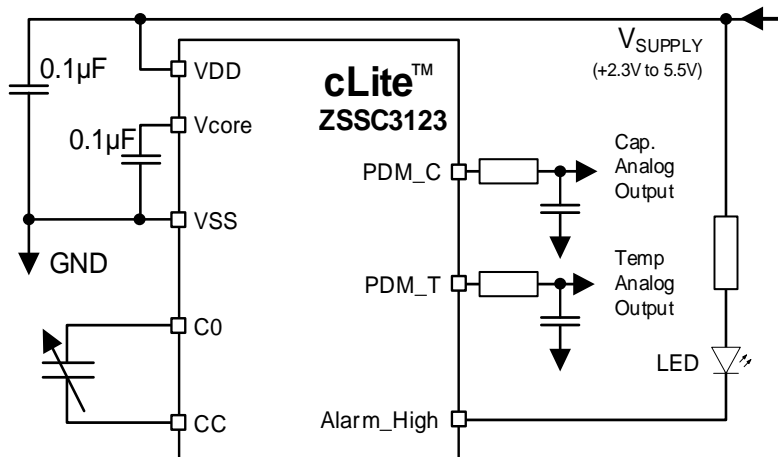 VSUPPLY
(+2.3V to 5.5V)
0.1µF
VDD
cLite™
ZSSC3123
0.1µF
Vcore
PDM_C
Cap.
Analog
Output
VSS
GND
PDM_T
Temp
Analog
Output
C0
LED
CC
Alarm_High